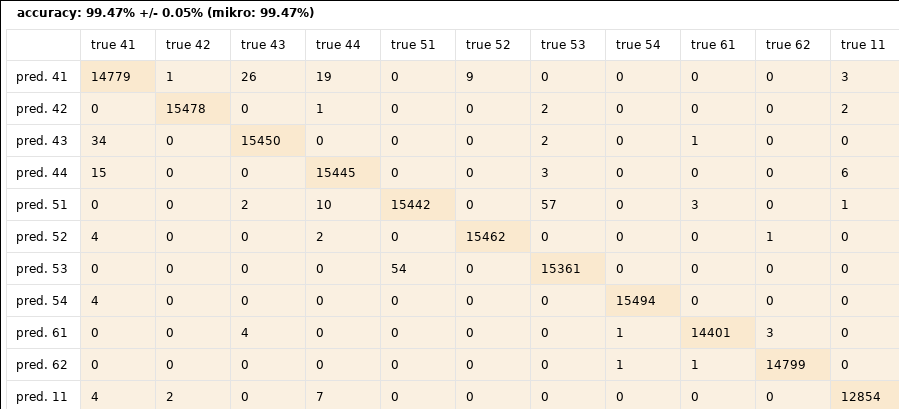 accuracy: 99.47% +/- 0.05% (mikro: 99.47%)
true 41 true 42 true 43 true 44 true 51 true 52 true 53 true 54 true 61 true 62 true 11
pred. 41 14779 1 26 19 0 9 0 0 0 0 3
pred. 42 0 15478 0 1 0 0 2 0 0 0 2
pred. 43 34 0 15450 0 0 0 2 0 1 0 0
pred. 44 15 0 0 15445 0 0 3 0 0 0 6
pred. 51 0 0 2 10 15442 0 57 0 3 0 1
pred. 52 4 0 0 2 0 15462 0 0 0 1 0
pred. 53 0 0 0 0 54 0 15361 0 0 0 0
pred. 54 4 0 0 0 0 0 0 15494 0 0 0
pred. 61 0 0 4 0 0 0 0 1 14401 3 0
pred. 62 0 0 0 0 0 0 0 1 1 14799 0
pred. 11 4 2 0 7 0 0 0 0 0 0 12854